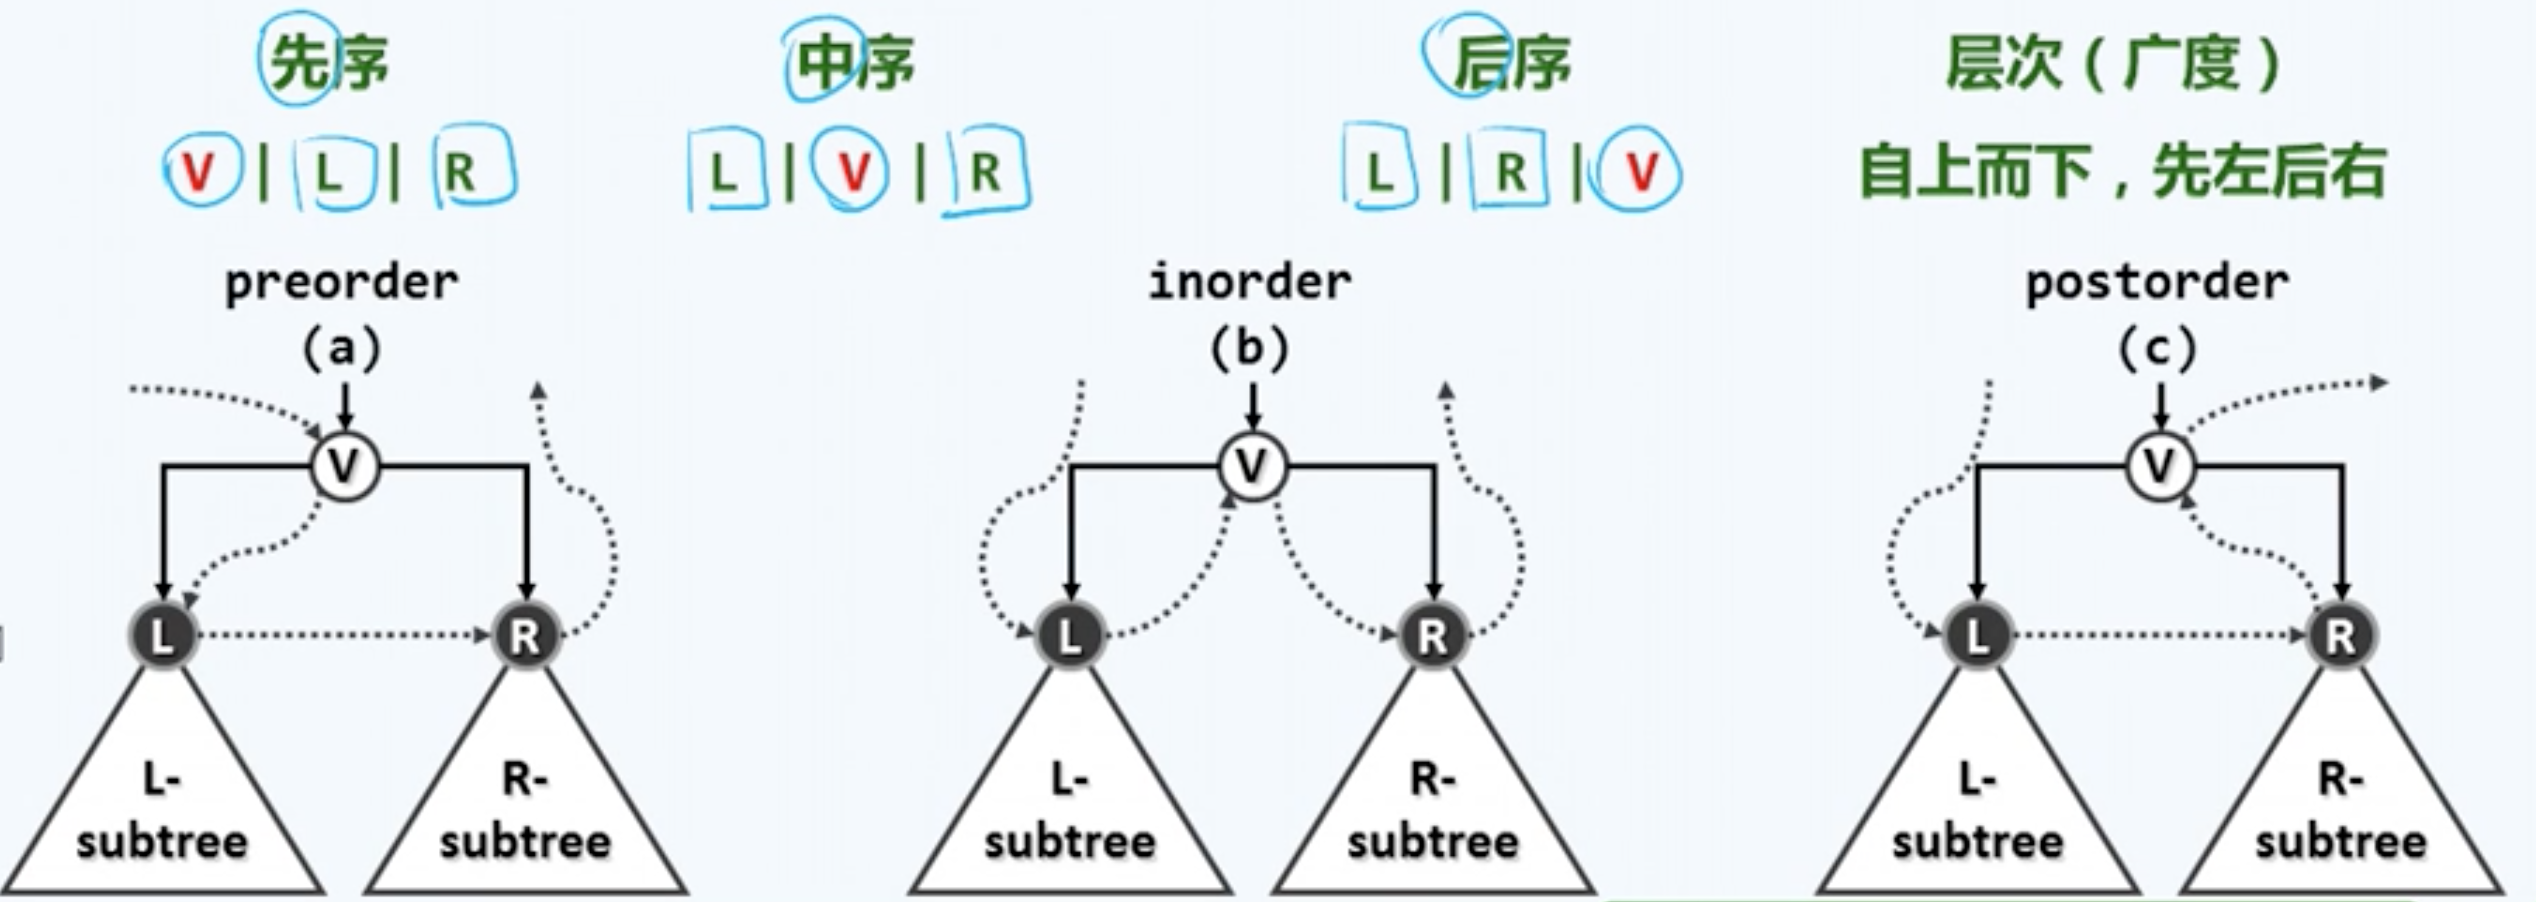 先序 中序 后序 层次（广度）
V | L | R L | V | R L | R | V 自上而下，先左后右
preorder inorder postorder
(a) (b) (c)
V V V
L R L R L R
L- R- L- R- L- R-
subtree subtree subtree subtree subtree subtree